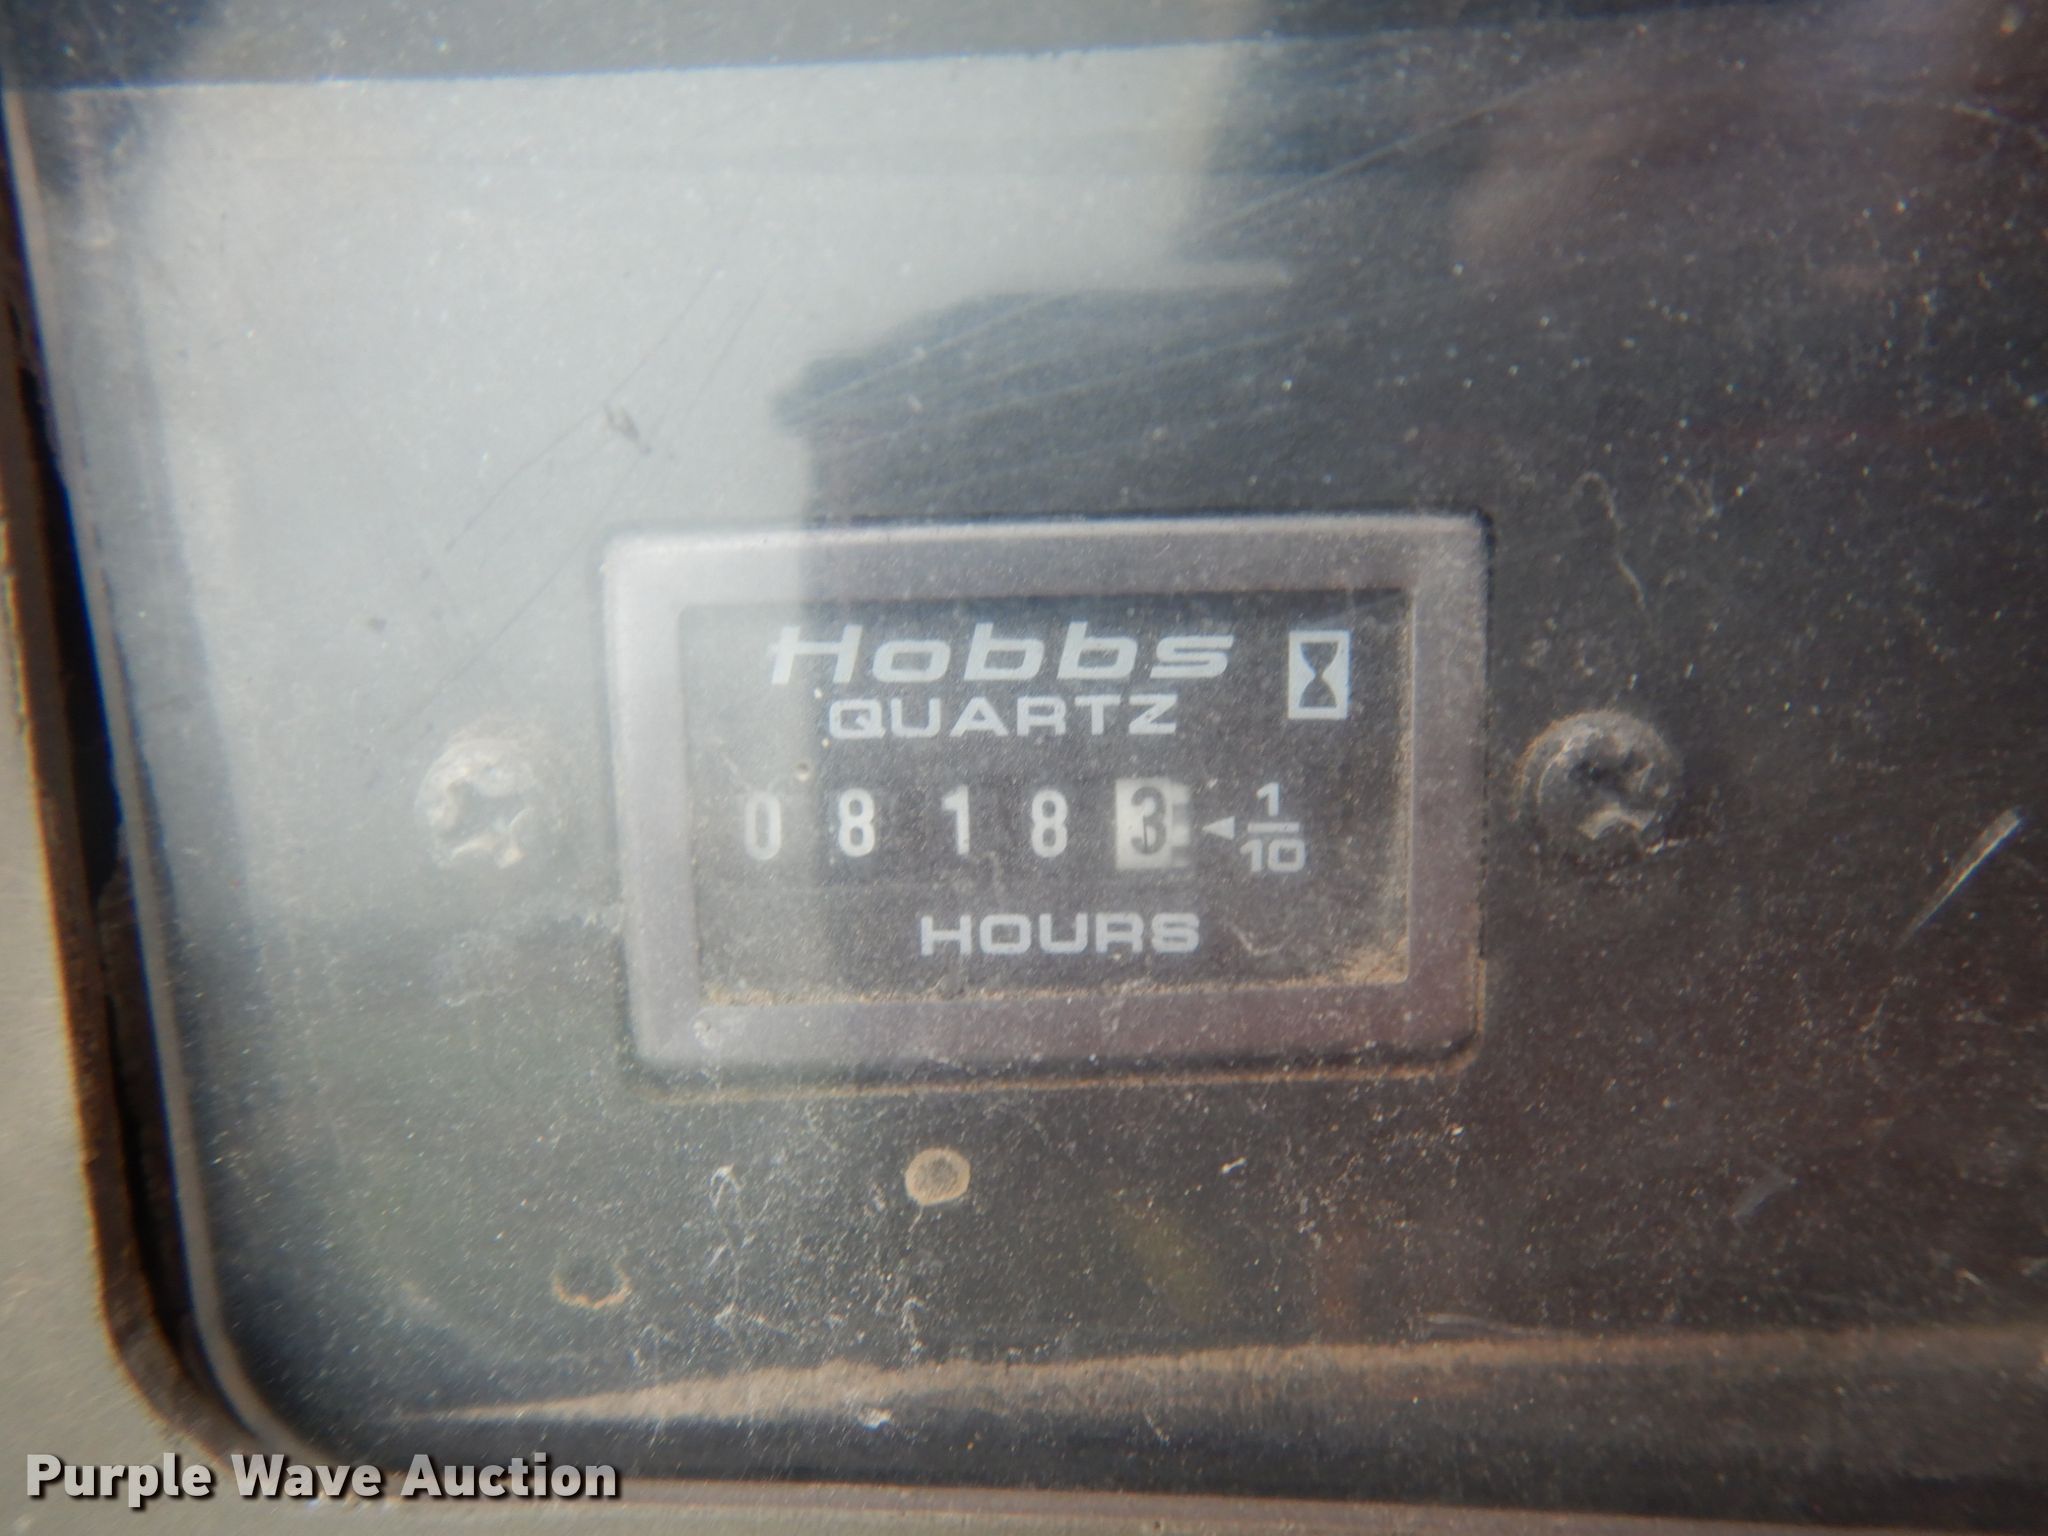 Hobbs
QUARTZ
0 8 1 8 3 ◄ 1/10
HOURS
Purple Wave Auction